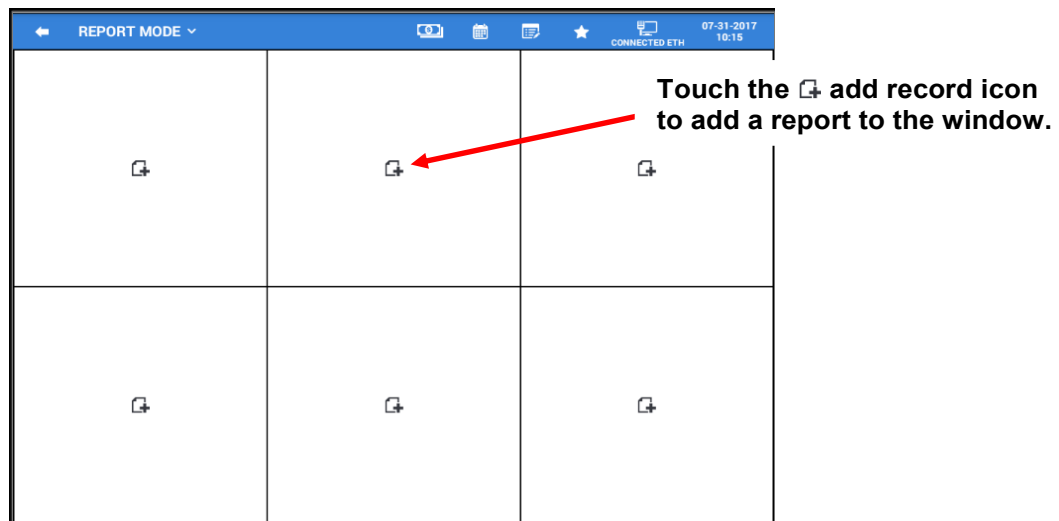 REPORT MODE
CONNECTED ETH
07-31-2017
10:15
Touch the add record icon
to add a report to the window.